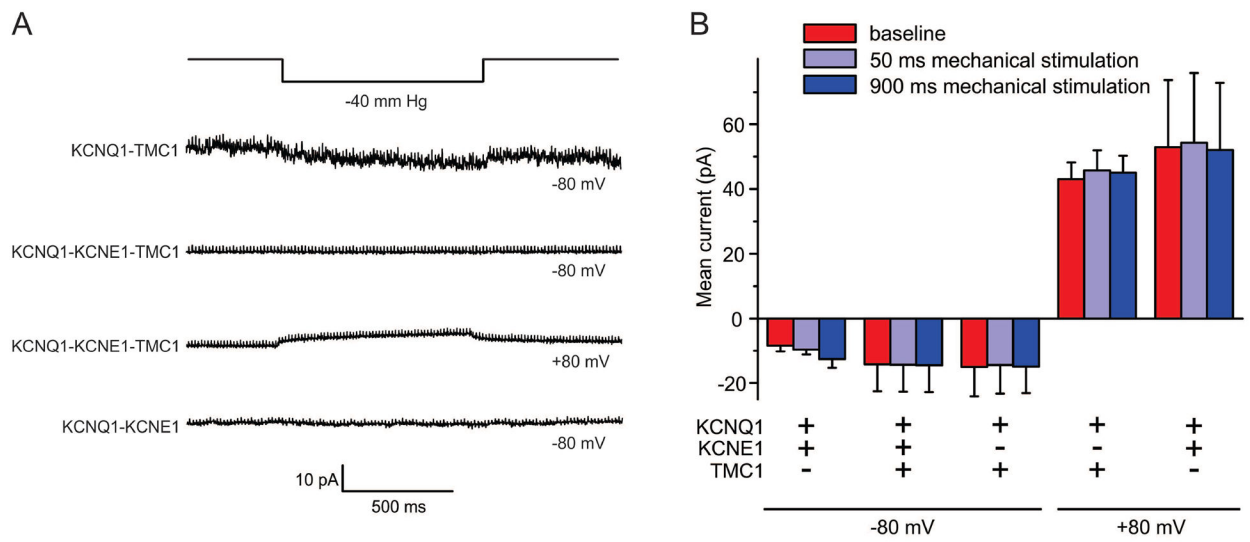 A
-40 mm Hg
KCNQ1-TMC1
-80 mV
KCNQ1-KCNE1-TMC1
-80 mV
KCNQ1-KCNE1-TMC1
+80 mV
KCNQ1-KCNE1
-80 mV
10 pA
500 ms
B
baseline
50 ms mechanical stimulation
900 ms mechanical stimulation
Mean current (pA)
60
40
20
0
-20
KCNQ1 + + + + +
KCNE1 + + - - +
TMC1 - + + + -
-80 mV +80 mV